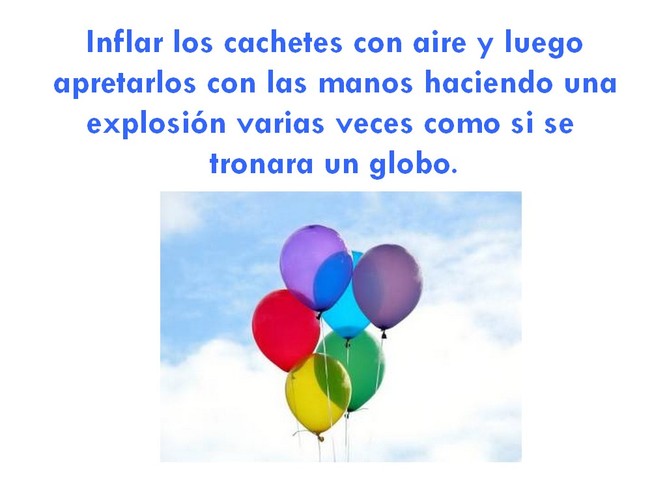 Inflar los cachetes con aire y luego
apretarlos con las manos haciendo una
explosión varias veces como si se
tronara un globo.